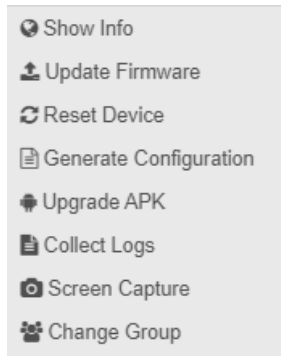 Show Info
Update Firmware
Reset Device
Generate Configuration
Upgrade APK
Collect Logs
Screen Capture
Change Group